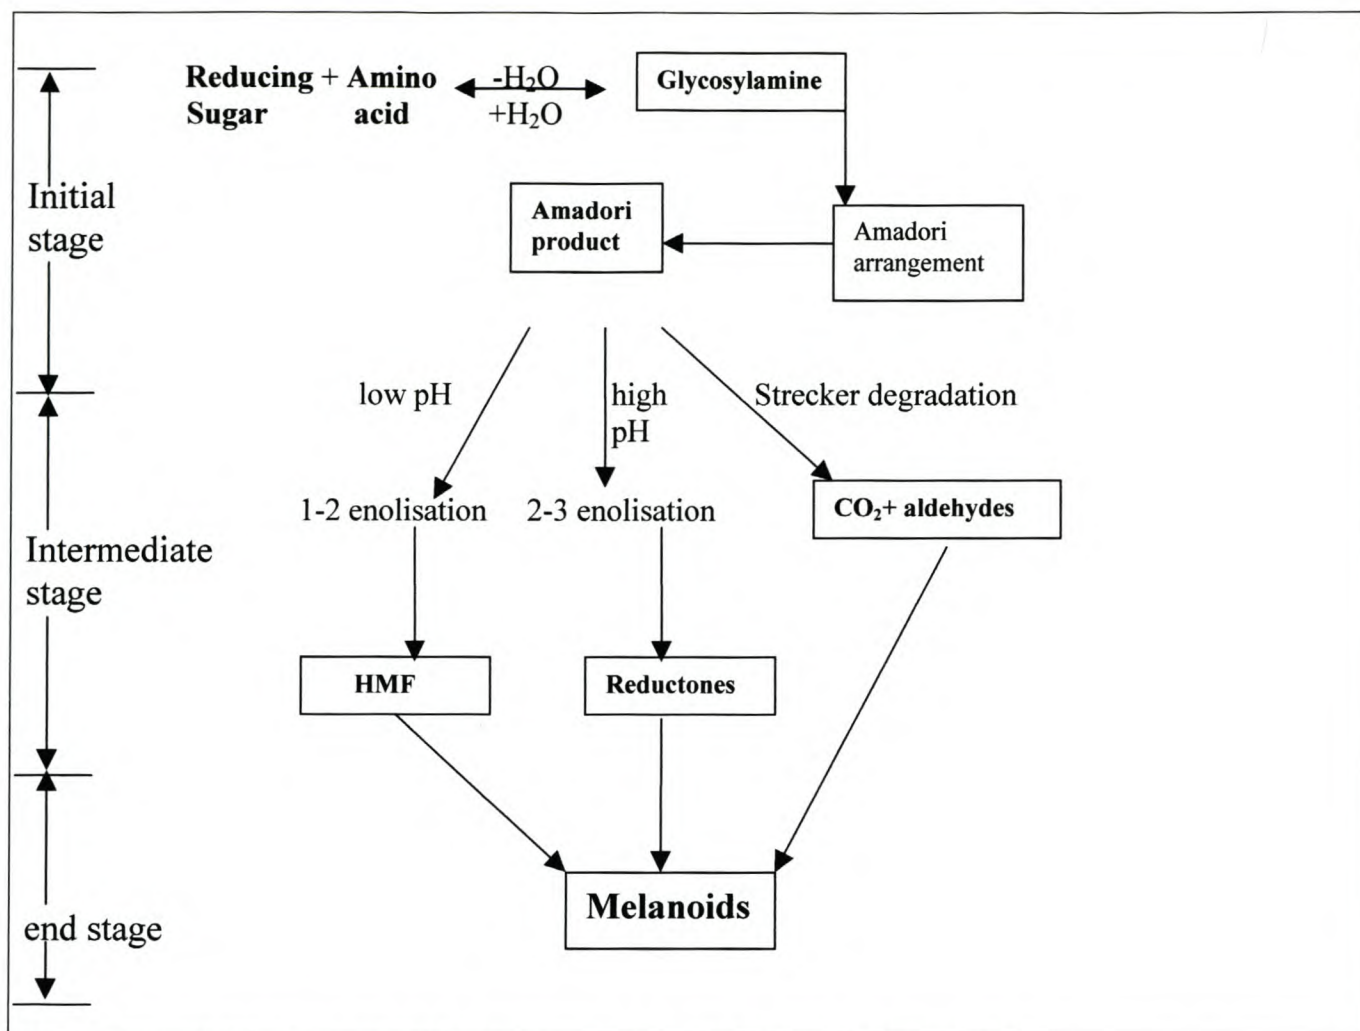 Reducing + Amino
Sugar acid
-H₂O
+H₂O
Glycosylamine
Initial
stage
Amadori
product
Amadori
arrangement
low pH
high
pH
Strecker degradation
1-2 enolisation
2-3 enolisation
CO₂+ aldehydes
Intermediate
stage
HMF
Reductones
Melanoids
end stage